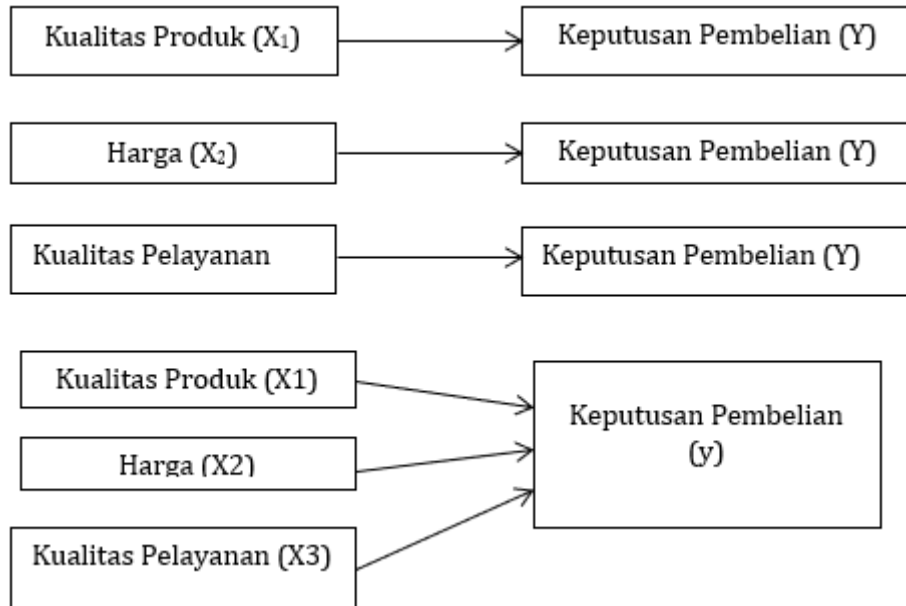 Kualitas Produk (X₁)
Keputusan Pembelian (Y)
Harga (X₂)
Keputusan Pembelian (Y)
Kualitas Pelayanan
Keputusan Pembelian (Y)
Kualitas Produk (X1)
Harga (X2)
Kualitas Pelayanan (X3)
Keputusan Pembelian
(y)